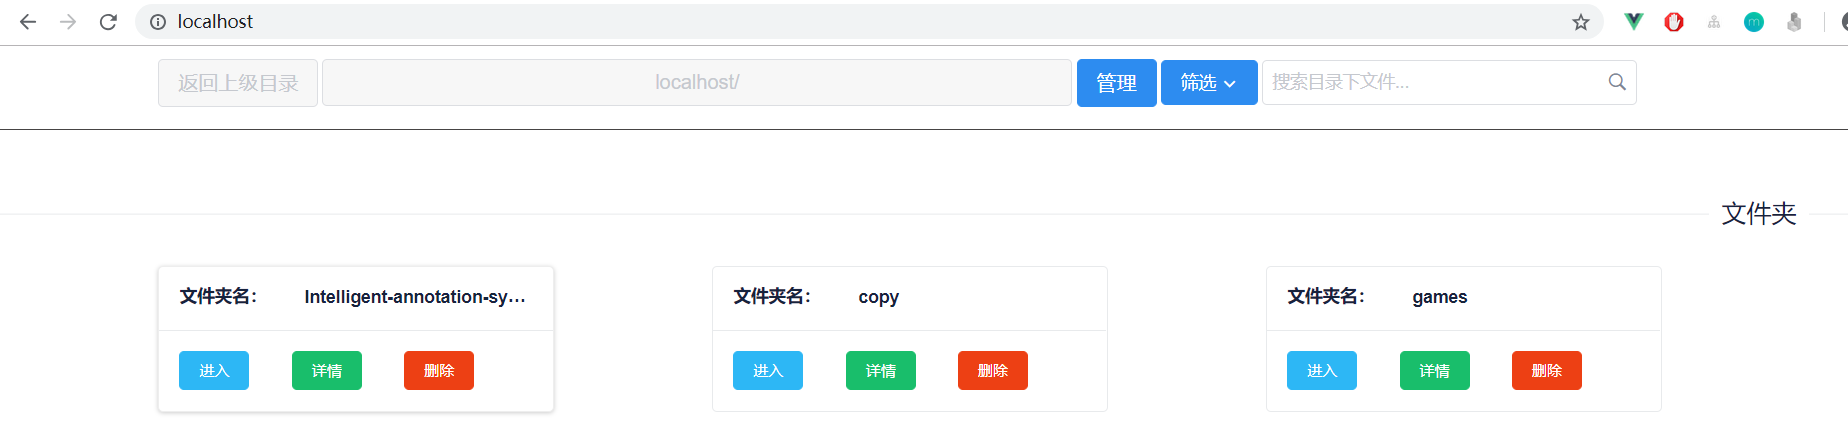 localhost
返回上级目录 localhost/ 管理 筛选 搜索目录下文件...
文件夹
文件夹名： Intelligent-annotation-sy...
进入 详情 删除
文件夹名： copy
进入 详情 删除
文件夹名： games
进入 详情 删除